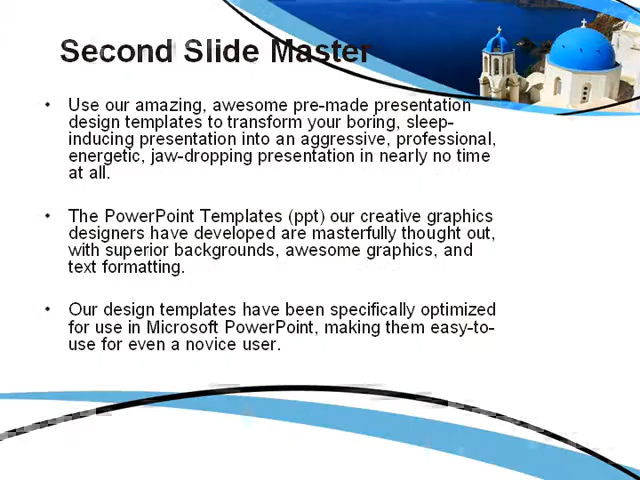 Second Slide Master
• Use our amazing, awesome pre-made presentation
design templates to transform your boring, sleep-
inducing presentation into an aggressive, professional,
energetic, jaw-dropping presentation in nearly no time
at all.
• The PowerPoint Templates (ppt) our creative graphics
designers have developed are masterfully thought out,
with superior backgrounds, awesome graphics, and
text formatting.
• Our design templates have been specifically optimized
for use in Microsoft PowerPoint, making them easy-to-
use for even a novice user.